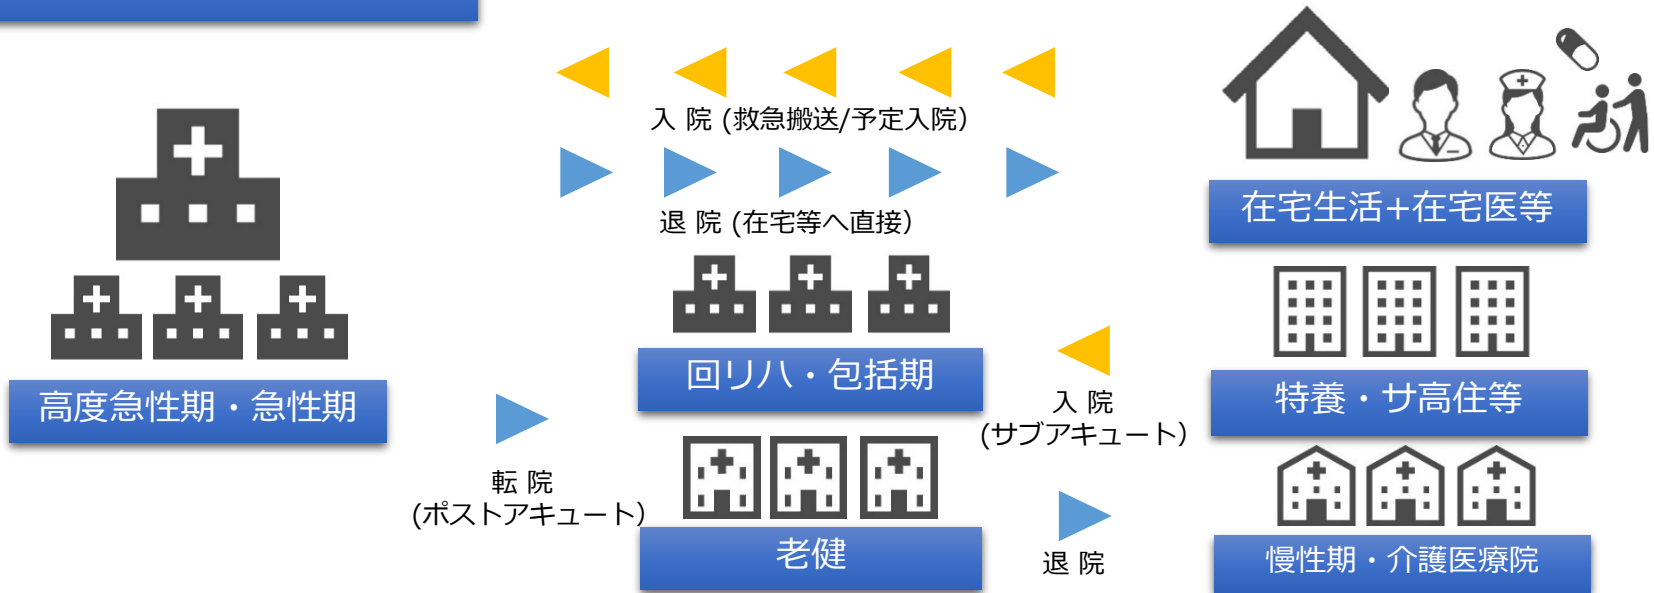 入 院 (救急搬送/予定入院)
退 院 (在宅等へ直接)
在宅生活+在宅医等
高度急性期・急性期
回リハ・包括期
特養・サ高住等
入 院
(サブアキュート)
転 院
(ポストアキュート)
老健
退 院
慢性期・介護医療院